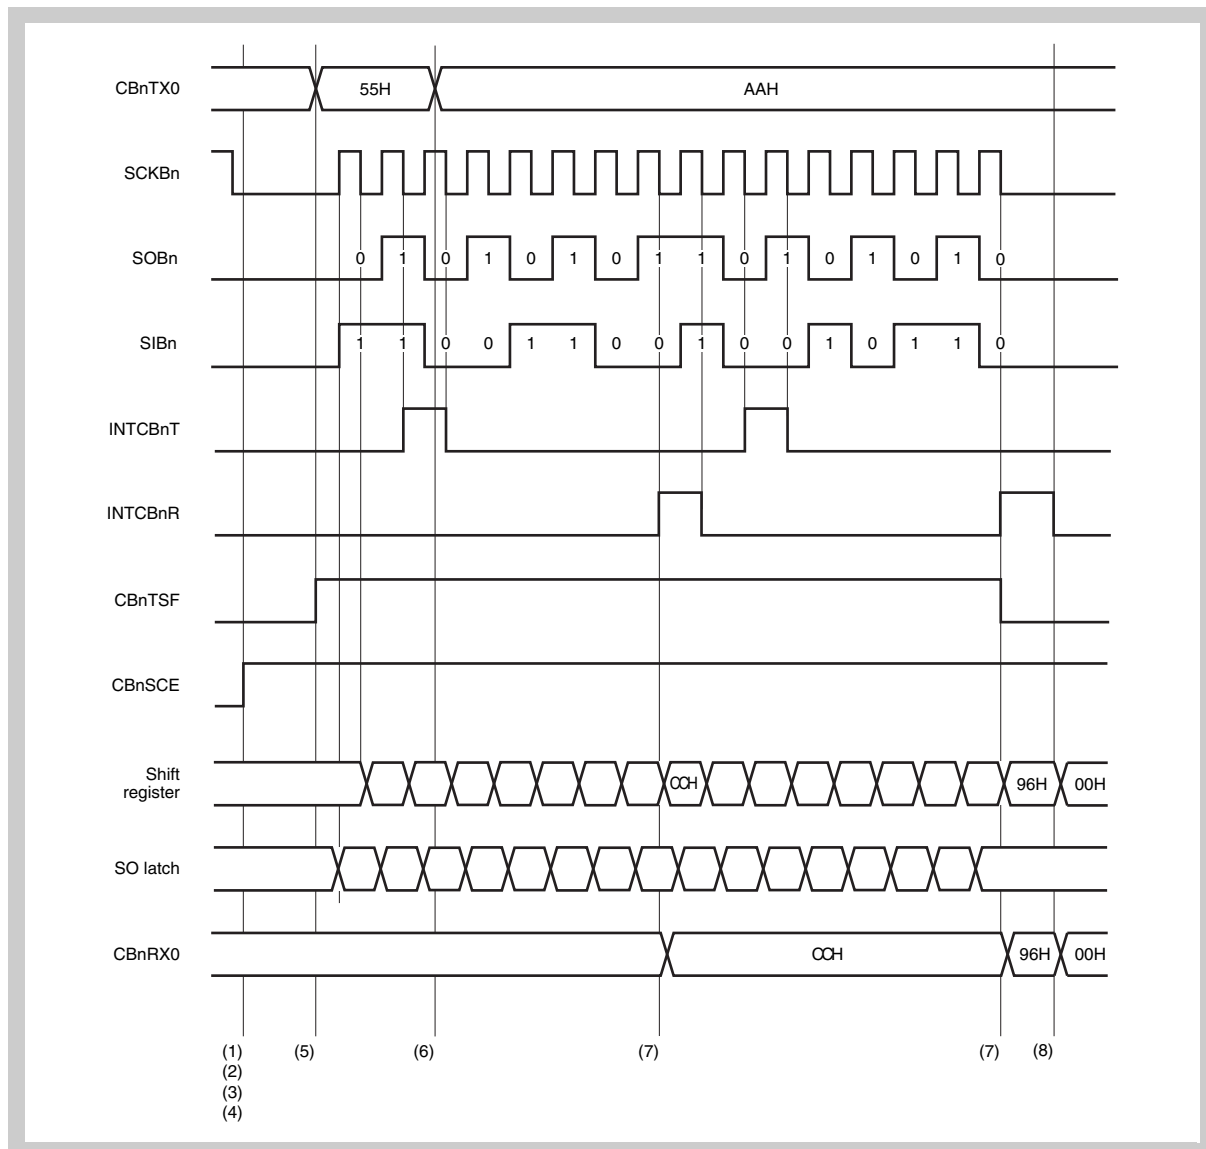 CBnTX0
55H
AAH
SCKBn
SOBn
0 1 0 1 0 1 0 1 1 0 1 0 1 0 1 0
SIBn
1 1 0 0 1 1 0 0 1 0 0 1 0 1 1 0
INTCBnT
INTCBnR
CBnTSF
CBnSCE
Shift
register
CCH
96H
00H
SO latch
CBnRX0
CCH
96H
00H
(1)
(2)
(3)
(4)
(5)
(6)
(7)
(7)
(8)